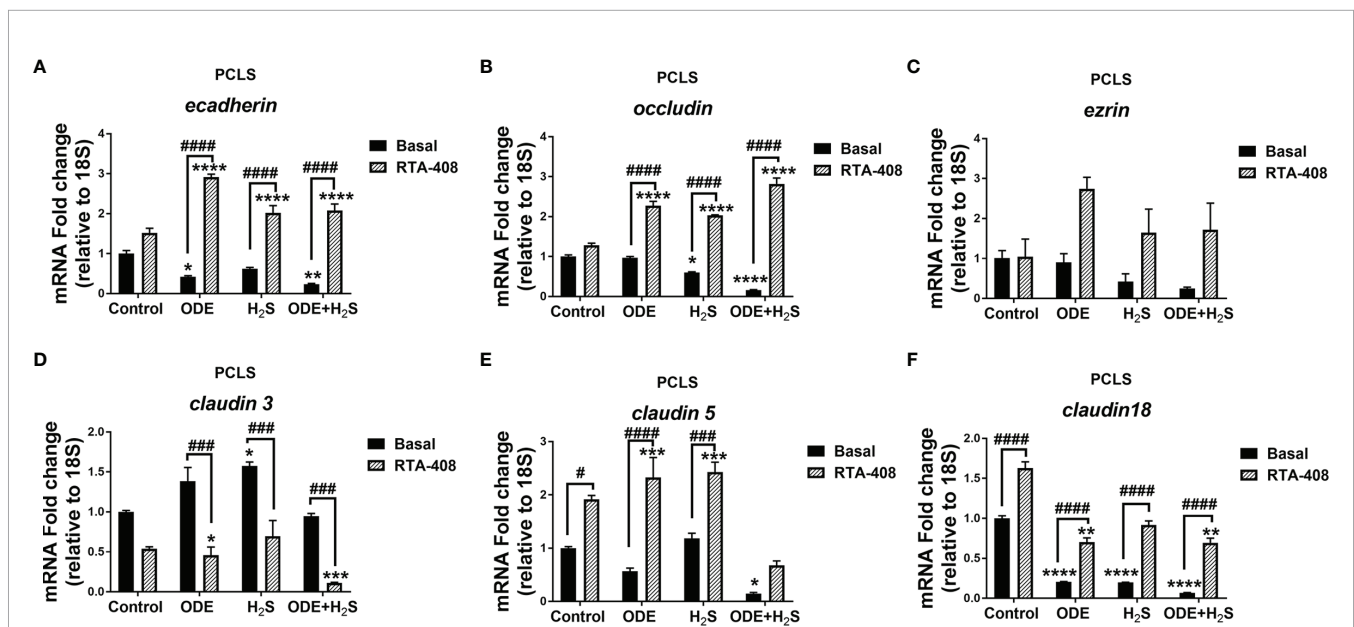 A
PCLS
ecadherin
mRNA Fold change
(relative to 18S)
4
3
2
1
0
####
****
*
####
****
####
****
**
Control ODE H₂S ODE+H₂S
Basal
RTA-408
B
PCLS
occludin
mRNA Fold change
(relative to 18S)
4
3
2
1
0
####
****
####
****
*
####
****
****
Control ODE H₂S ODE+H₂S
Basal
RTA-408
C
PCLS
ezrin
mRNA Fold change
(relative to 18S)
4
3
2
1
0
Control ODE H₂S ODE+H₂S
Basal
RTA-408
D
PCLS
claudin 3
mRNA Fold change
(relative to 18S)
2.0
1.5
1.0
0.5
0.0
###
*
###
*
###
***
Control ODE H₂S ODE+H₂S
Basal
RTA-408
E
PCLS
claudin 5
mRNA Fold change
(relative to 18S)
3
2
1
0
#
####
***
###
***
*
Control ODE H₂S ODE+H₂S
Basal
RTA-408
F
PCLS
claudin18
mRNA Fold change
(relative to 18S)
2.0
1.5
1.0
0.5
0.0
####
####
**
****
####
****
####
**
****
Control ODE H₂S ODE+H₂S
Basal
RTA-408